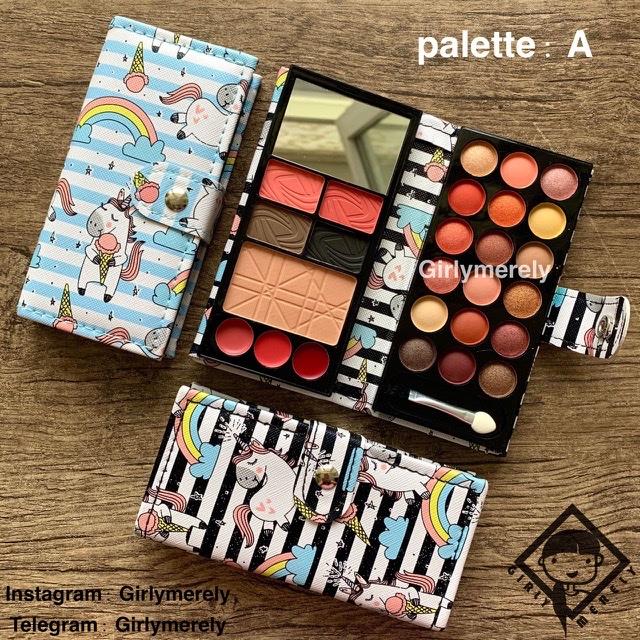 palette： A
Girlymerely
GIRLY MERELY
Instagram：Girlymerely，
Telegram：Girlymerely